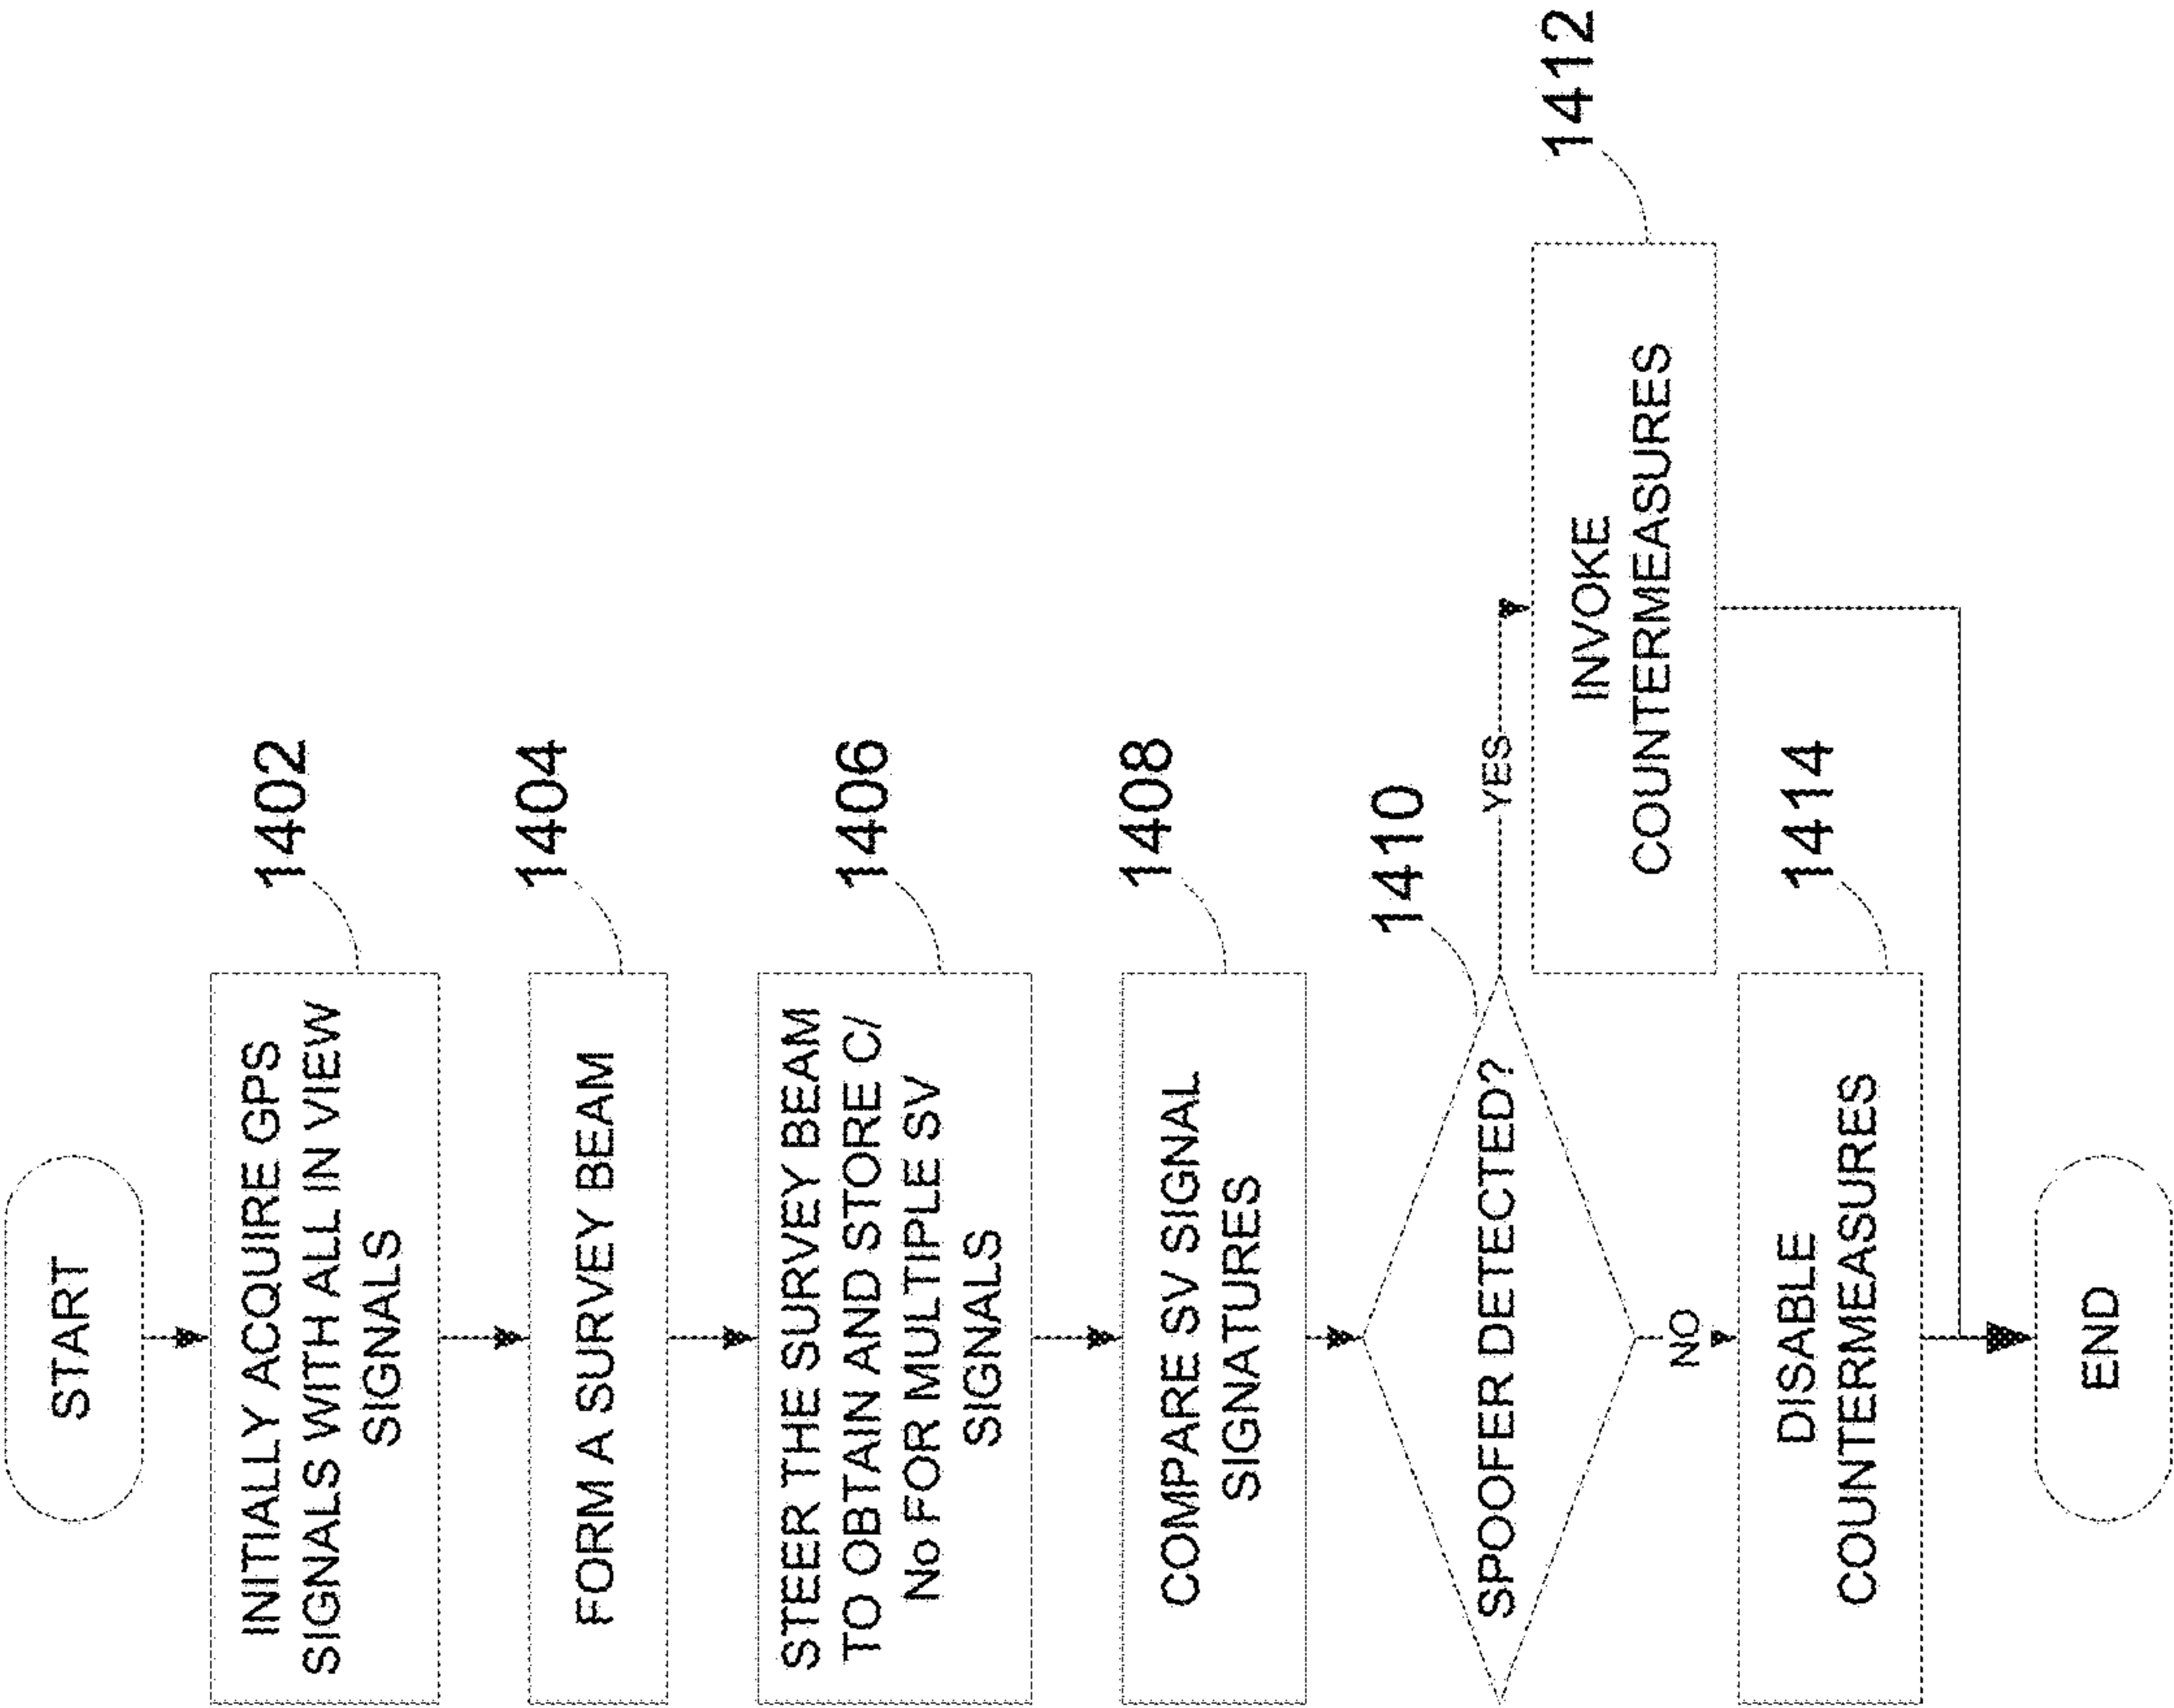 START
INITIALLY ACQUIRE GPS
SIGNALS WITH ALL IN VIEW
SIGNALS
1402
FORM A SURVEY BEAM
1404
STEER THE SURVEY BEAM
TO OBTAIN AND STORE C/
No FOR MULTIPLE SV
SIGNALS
1406
COMPARE SV SIGNAL
SIGNATURES
1408
SPOOFER DETECTED?
1410
YES
INVOKE
COUNTERMEASURES
1412
NO
DISABLE
COUNTERMEASURES
1414
END